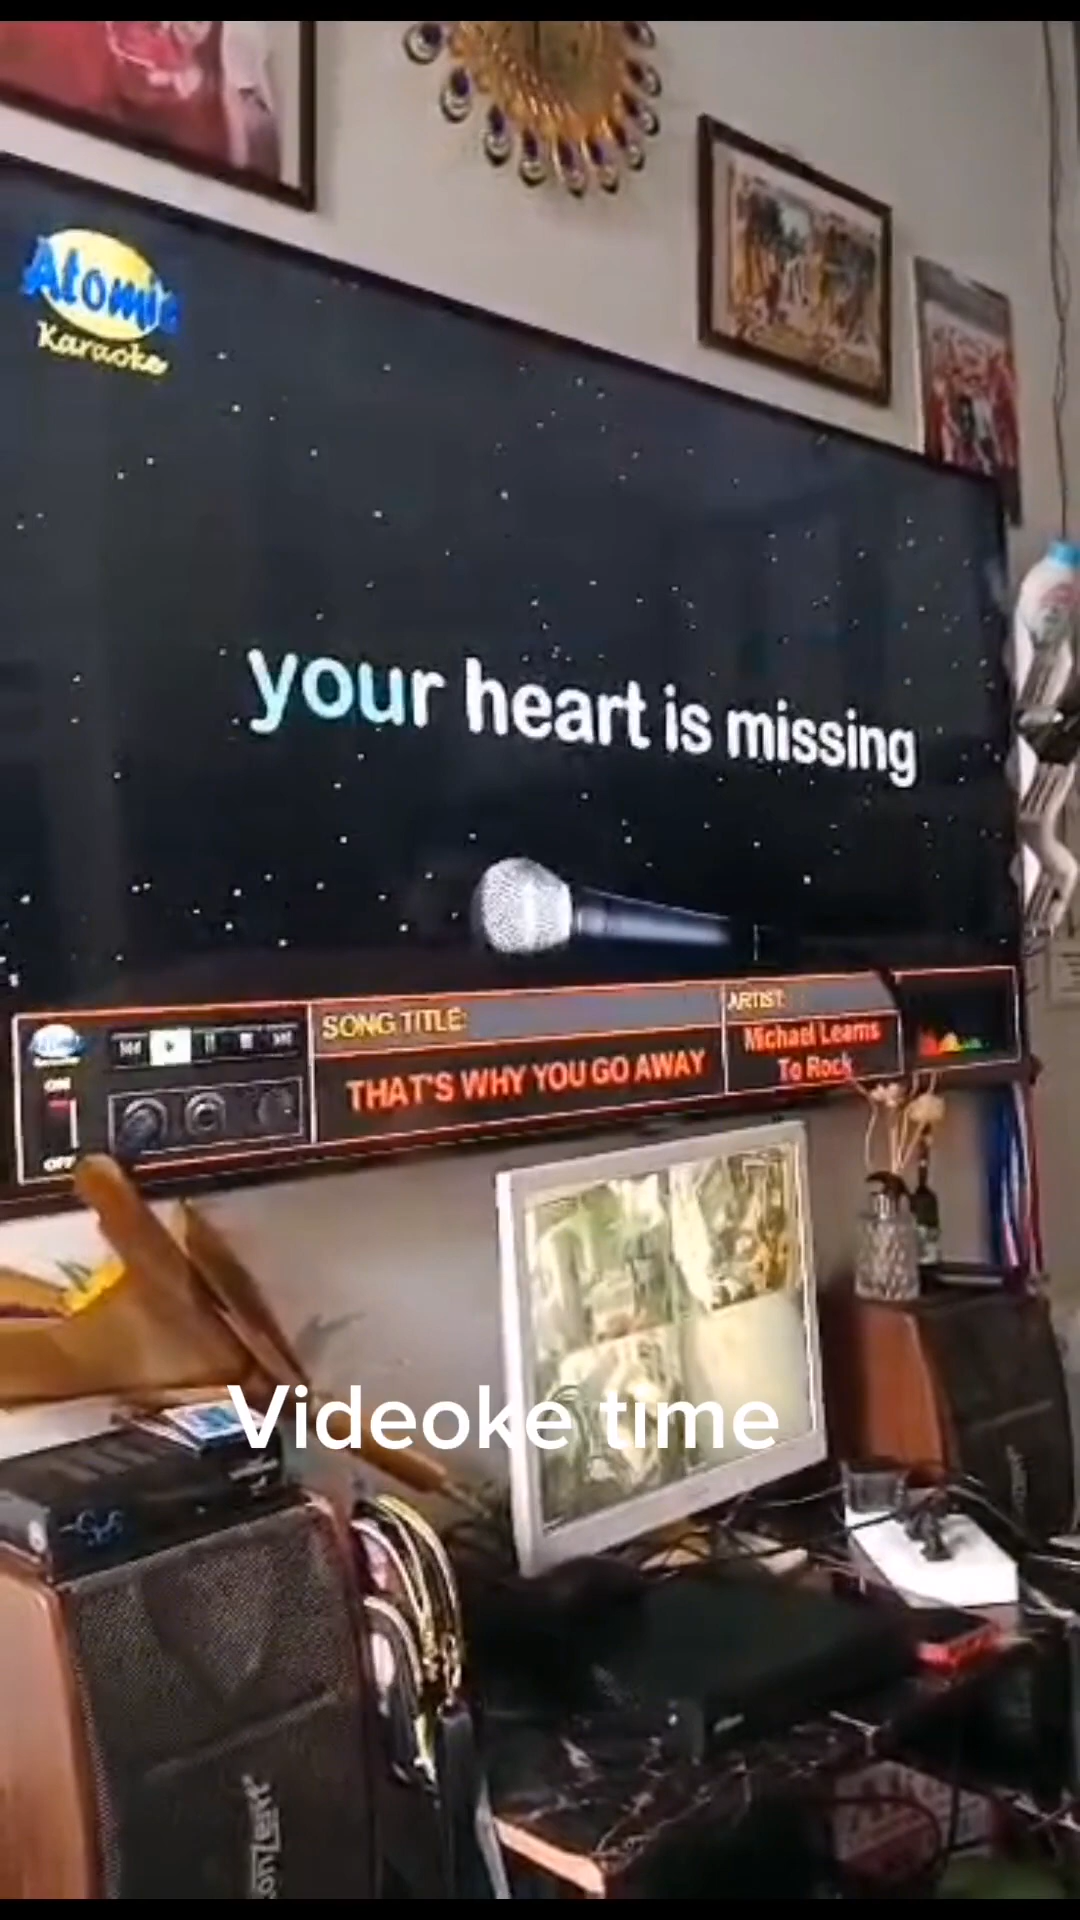 Atomic
Karaoke
your heart is missing
SONG TITLE:
ARTIST:
THAT'S WHY YOU GO AWAY
Michael Learns
To Rock
ON
OFF
Videoke time
KONZERT